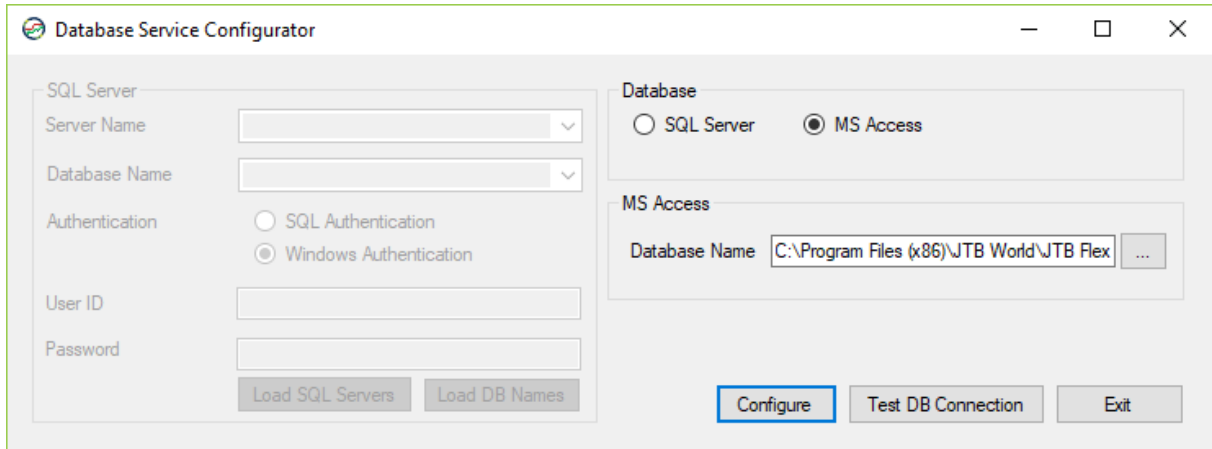 Database Service Configurator
SQL Server
Server Name
Database Name
Authentication
SQL Authentication
Windows Authentication
User ID
Password
Load SQL Servers Load DB Names
Database
SQL Server MS Access
MS Access
Database Name C:\Program Files (x86)\JTB World\JTB Flex ...
Configure Test DB Connection Exit